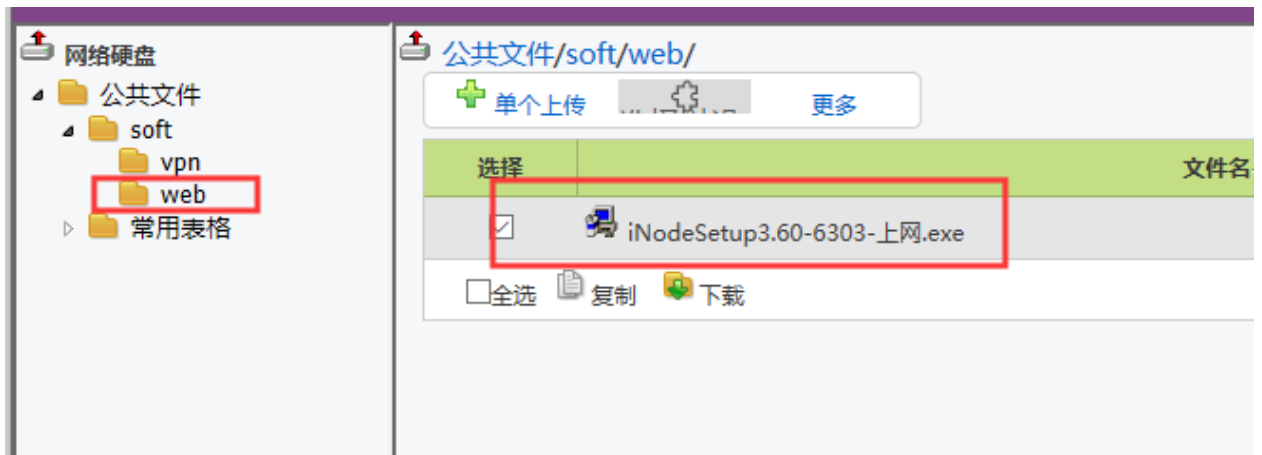 网络硬盘
公共文件
soft
vpn
web
常用表格
公共文件/soft/web/
单个上传 更多
选择 文件名
iNodeSetup3.60-6303-上网.exe
全选 复制 下载